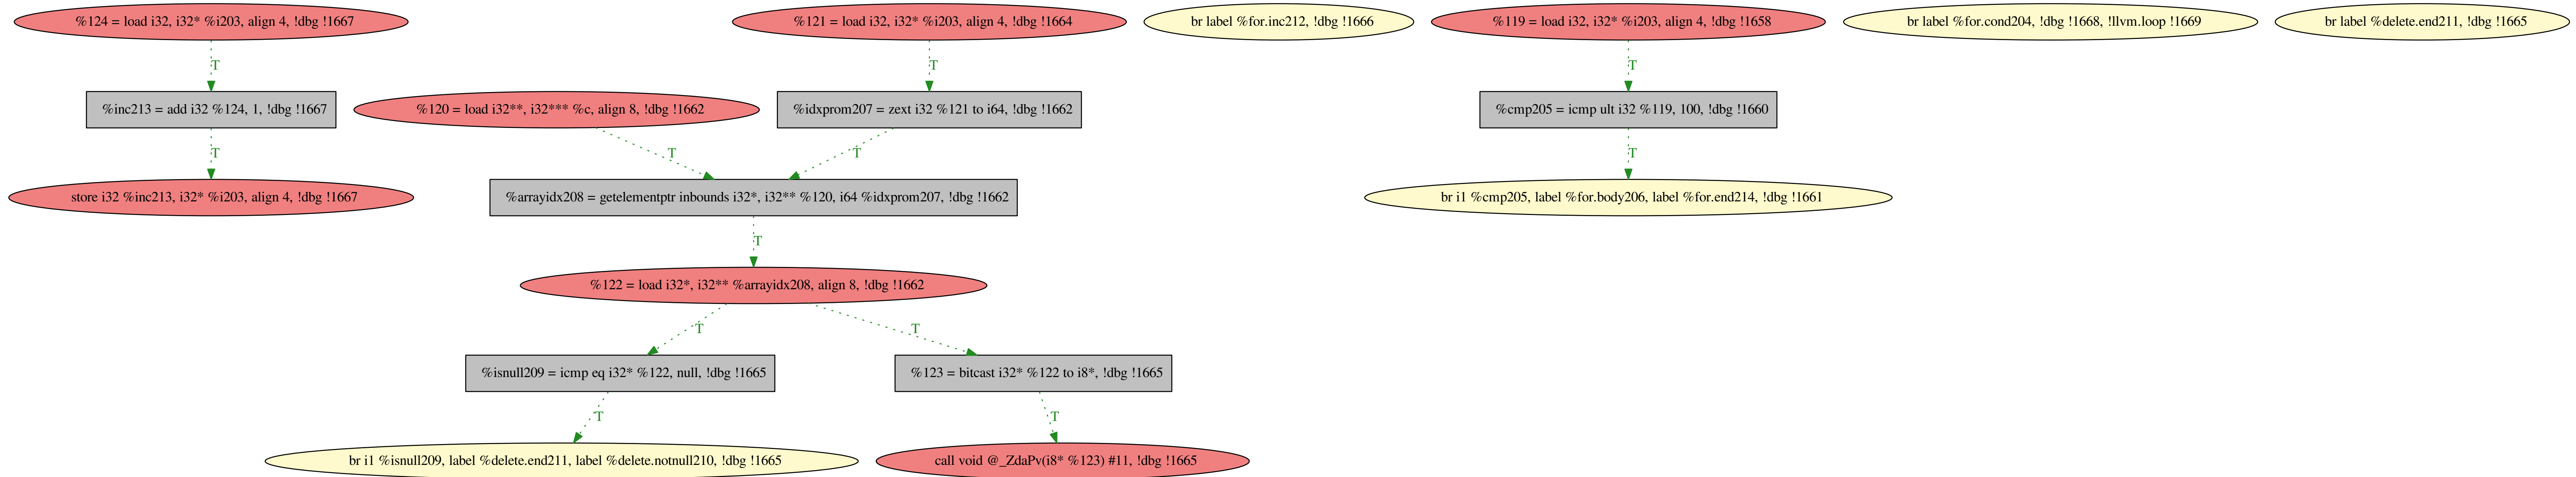 %124 = load i32, i32* %i203, align 4, !dbg !1667
%121 = load i32, i32* %i203, align 4, !dbg !1664
br label %for.inc212, !dbg !1666
%119 = load i32, i32* %i203, align 4, !dbg !1658
br label %for.cond204, !dbg !1668, !llvm.loop !1669
br label %delete.end211, !dbg !1665
T
T
T
%inc213 = add i32 %124, 1, !dbg !1667
%120 = load i32**, i32*** %c, align 8, !dbg !1662
%idxprom207 = zext i32 %121 to i64, !dbg !1662
%cmp205 = icmp ult i32 %119, 100, !dbg !1660
T
T
T
T
store i32 %inc213, i32* %i203, align 4, !dbg !1667
%arrayidx208 = getelementptr inbounds i32*, i32** %120, i64 %idxprom207, !dbg !1662
br i1 %cmp205, label %for.body206, label %for.end214, !dbg !1661
T
%122 = load i32*, i32** %arrayidx208, align 8, !dbg !1662
T
T
%isnull209 = icmp eq i32* %122, null, !dbg !1665
%123 = bitcast i32* %122 to i8*, !dbg !1665
T
T
br i1 %isnull209, label %delete.end211, label %delete.notnull210, !dbg !1665
call void @_ZdaPv(i8* %123) #11, !dbg !1665